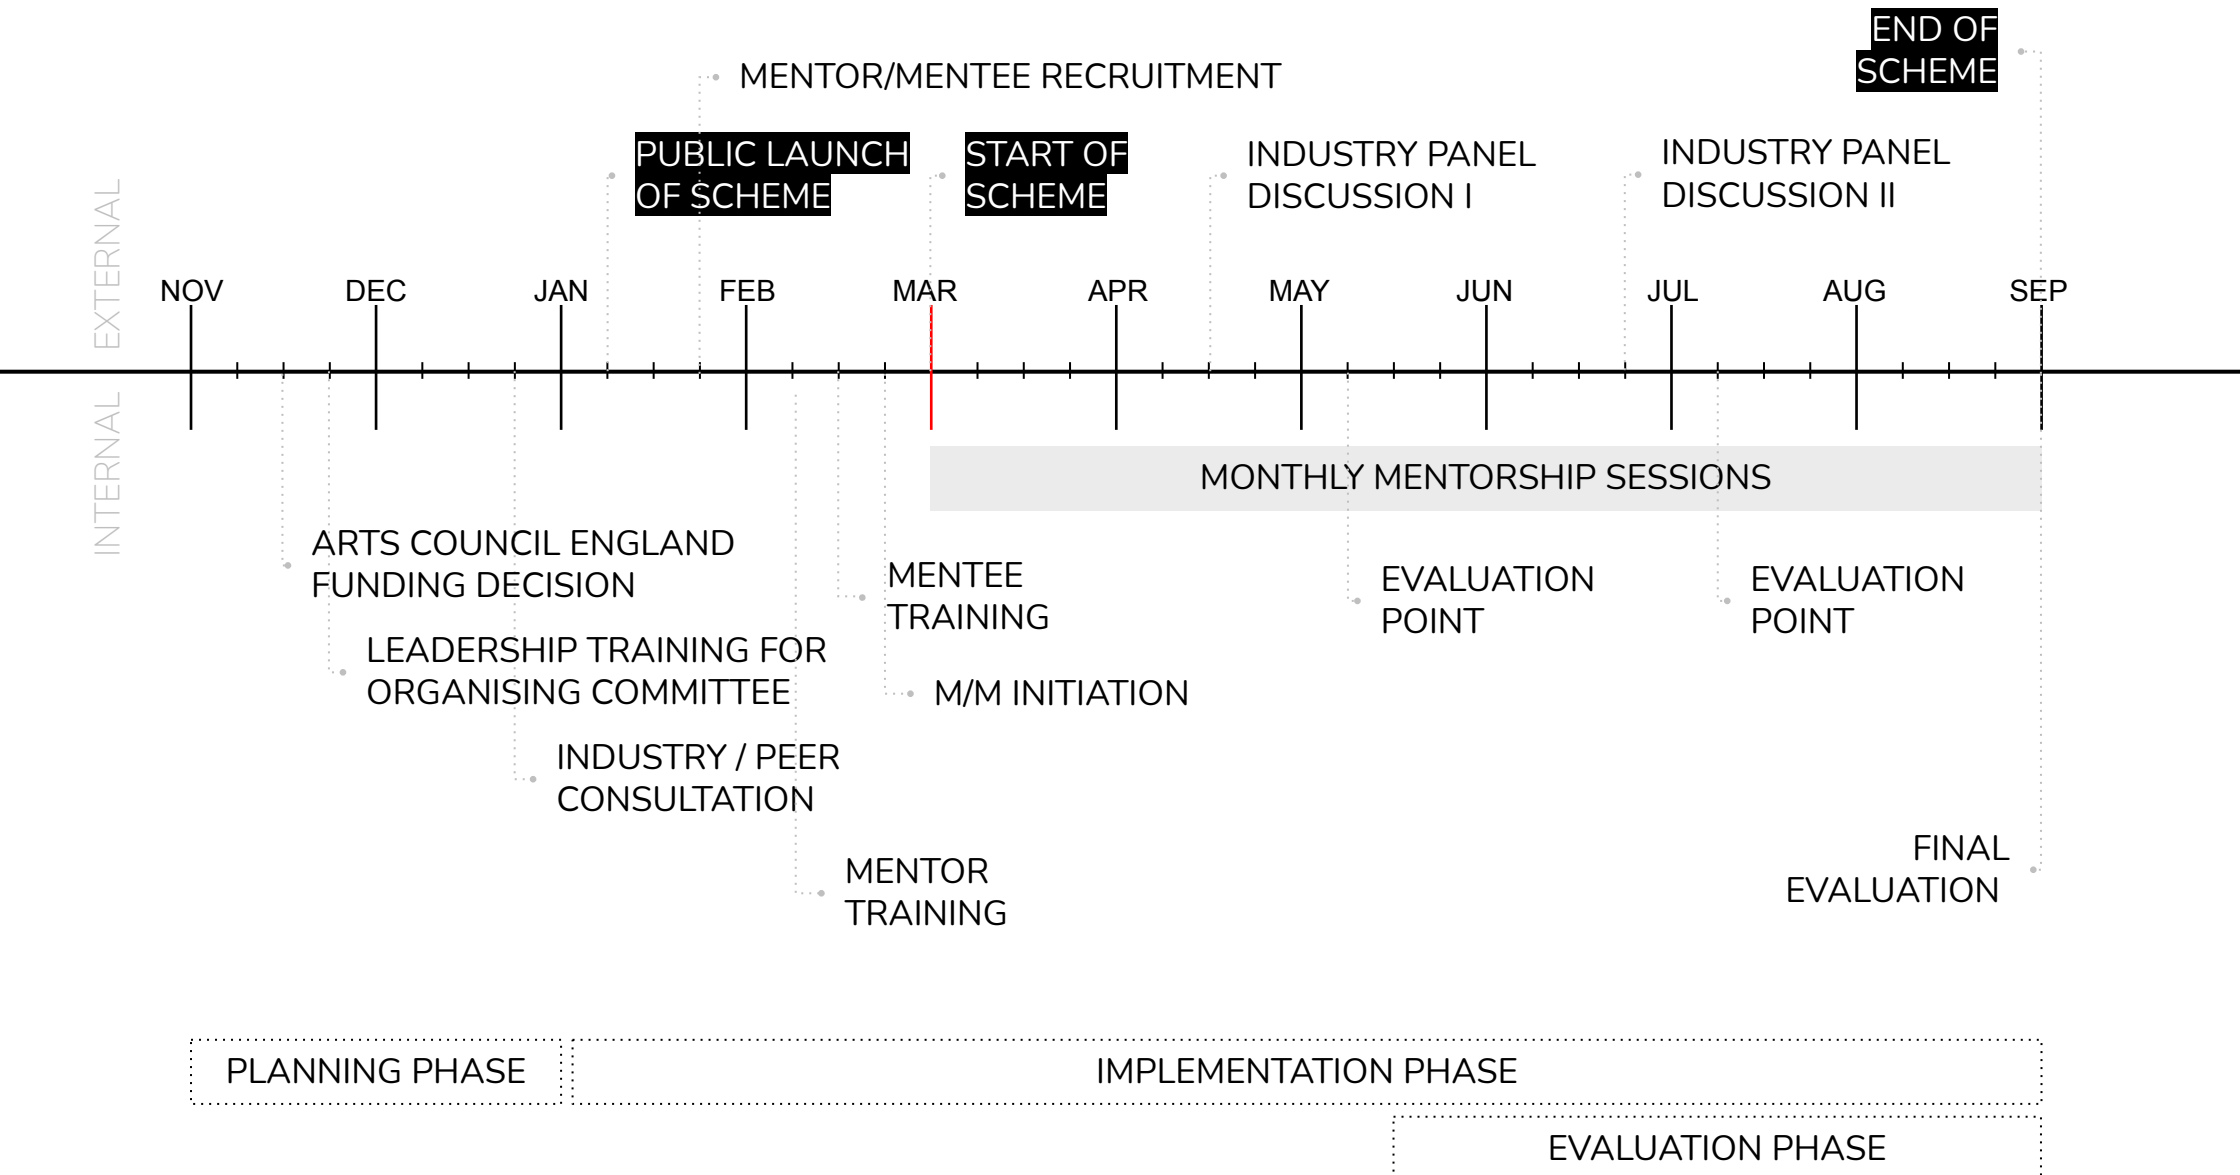 END OF
SCHEME
MENTOR/MENTEE RECRUITMENT
PUBLIC LAUNCH
OF SCHEME
START OF
SCHEME
INDUSTRY PANEL
DISCUSSION I
INDUSTRY PANEL
DISCUSSION II
EXTERNAL
NOV DEC JAN FEB MAR APR MAY JUN JUL AUG SEP
INTERNAL
MONTHLY MENTORSHIP SESSIONS
ARTS COUNCIL ENGLAND
FUNDING DECISION
MENTEE
TRAINING
EVALUATION
POINT
EVALUATION
POINT
LEADERSHIP TRAINING FOR
ORGANISING COMMITTEE
M/M INITIATION
INDUSTRY / PEER
CONSULTATION
MENTOR
TRAINING
FINAL
EVALUATION
PLANNING PHASE
IMPLEMENTATION PHASE
EVALUATION PHASE